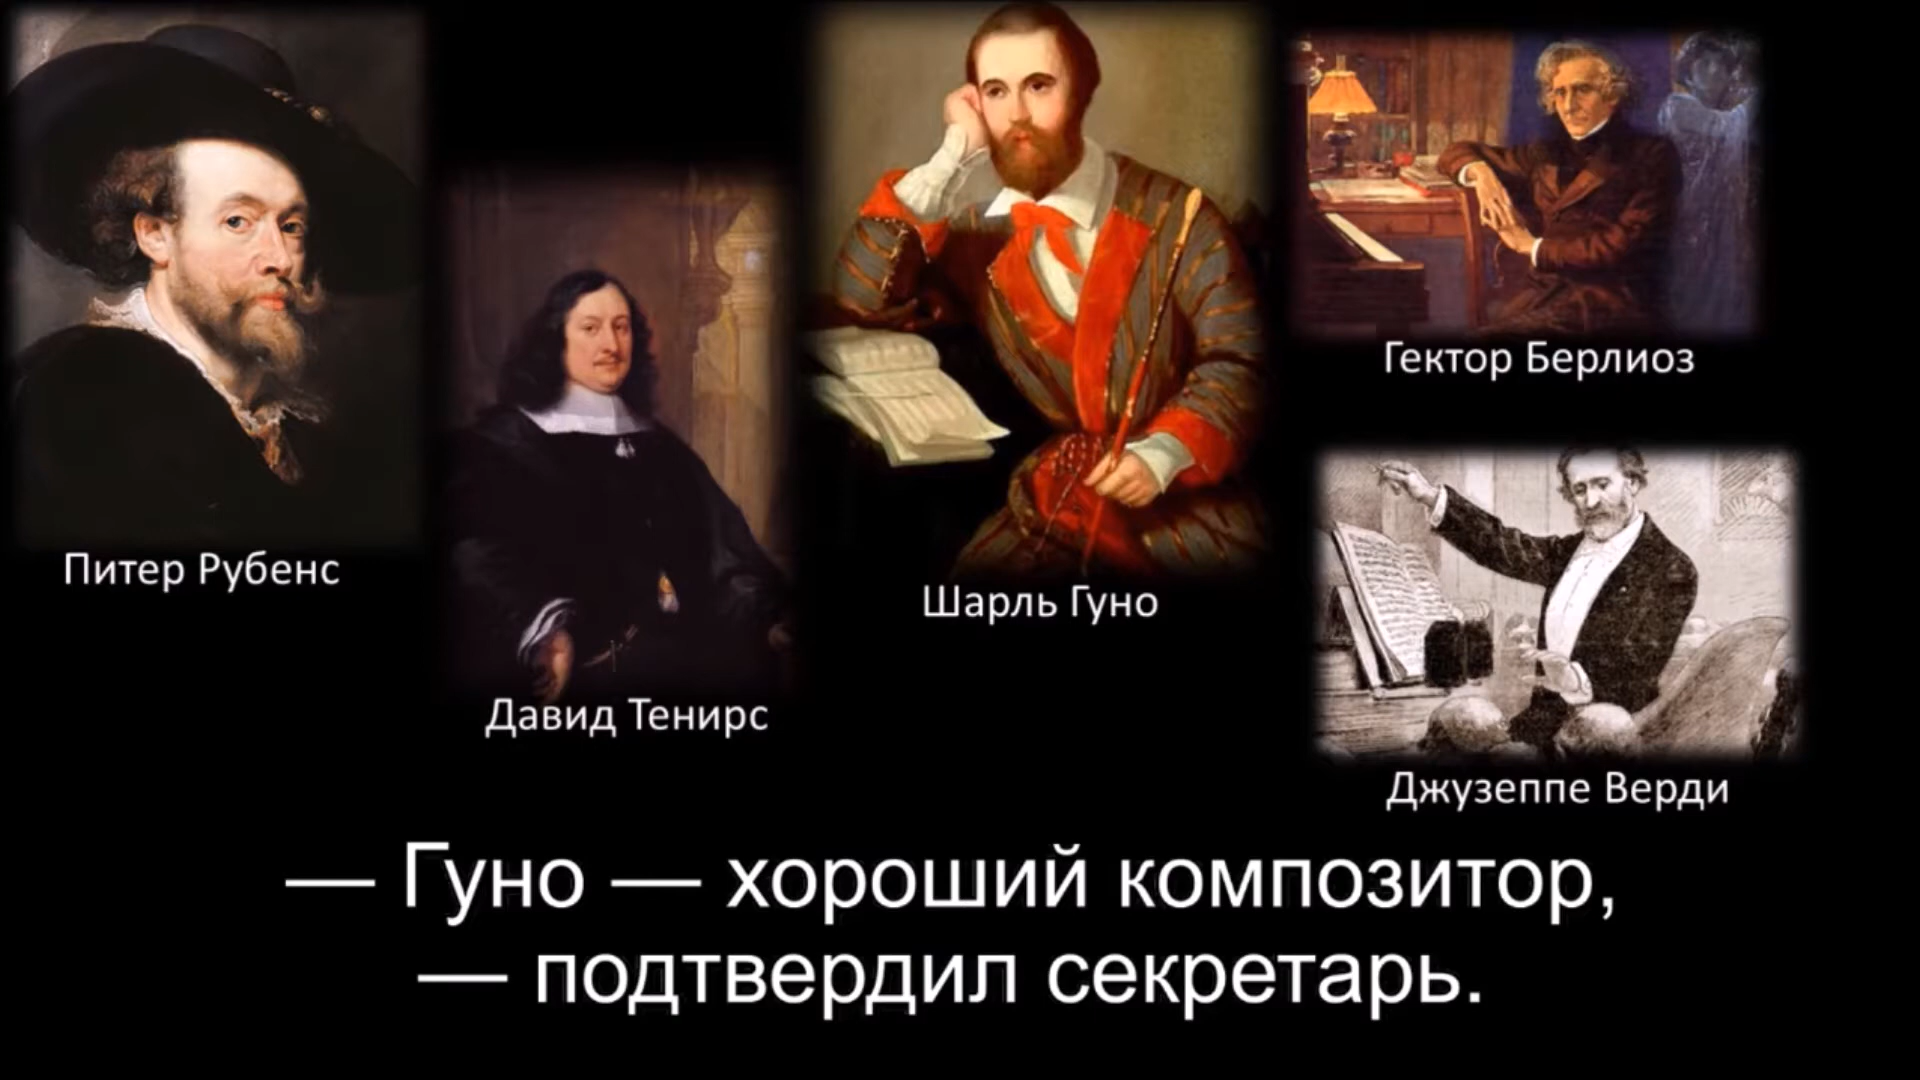 Питер Рубенс
Давид Тенирс
Шарль Гуно
Гектор Берлиоз
Джузеппе Верди
— Гуно — хороший композитор,
— подтвердил секретарь.